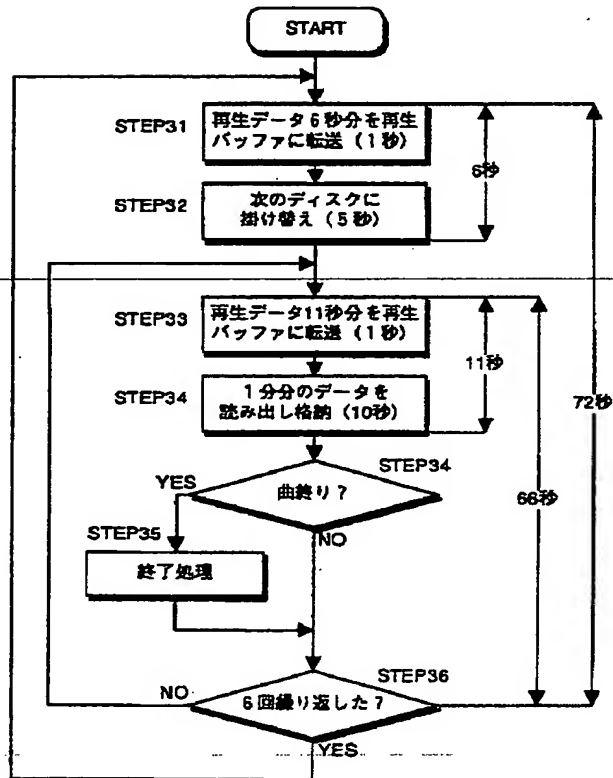 START
STEP31
再生データ6秒分を再生
バッファに転送(1秒)
6秒
STEP32
次のディスクに
掛け替え(5秒)
STEP33
再生データ11秒分を再生
バッファに転送(1秒)
11秒
STEP34
1分分のデータを
読み出し格納(10秒)
72秒
66秒
STEP34
YES
曲終り?
NO
STEP35
終了処理
STEP36
NO
6回繰り返した?
YES